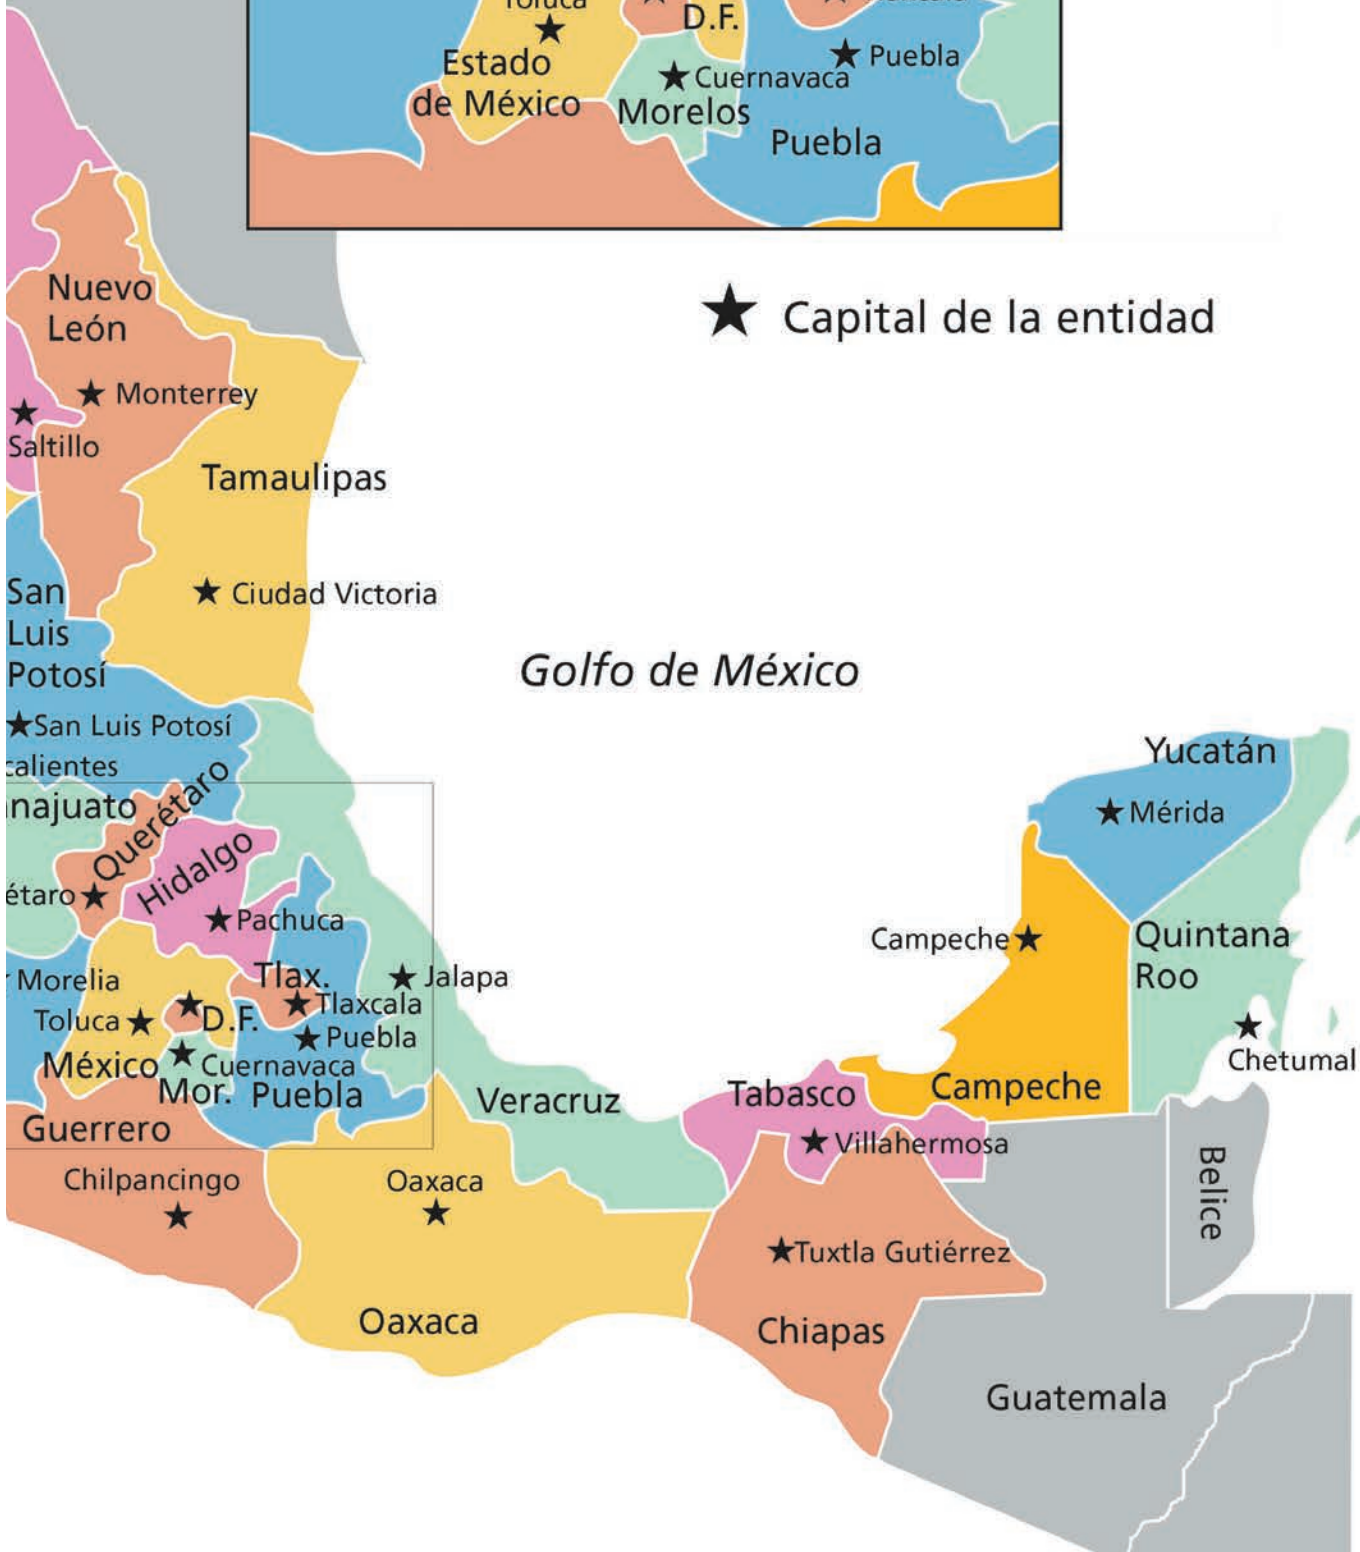 D.F.
Puebla
Estado
de México
Cuernavaca
Morelos
Puebla
Capital de la entidad
Nuevo
León
Monterrey
Saltillo
Tamaulipas
Ciudad Victoria
San
Luis
Potosí
San Luis Potosí
calientes
Golfo de México
Yucatán
Mérida
najuato
Querétaro
Hidalgo
étaro
Pachuca
Campeche
Quintana
Roo
Morelia
Tlax.
Jalapa
Toluca
D.F.
Tlaxcala
Puebla
México
Cuernavaca
Mor.
Puebla
Chetumal
Veracruz
Tabasco
Campeche
Guerrero
Villahermosa
Belice
Chilpancingo
Oaxaca
Tuxtla Gutiérrez
Oaxaca
Chiapas
Guatemala